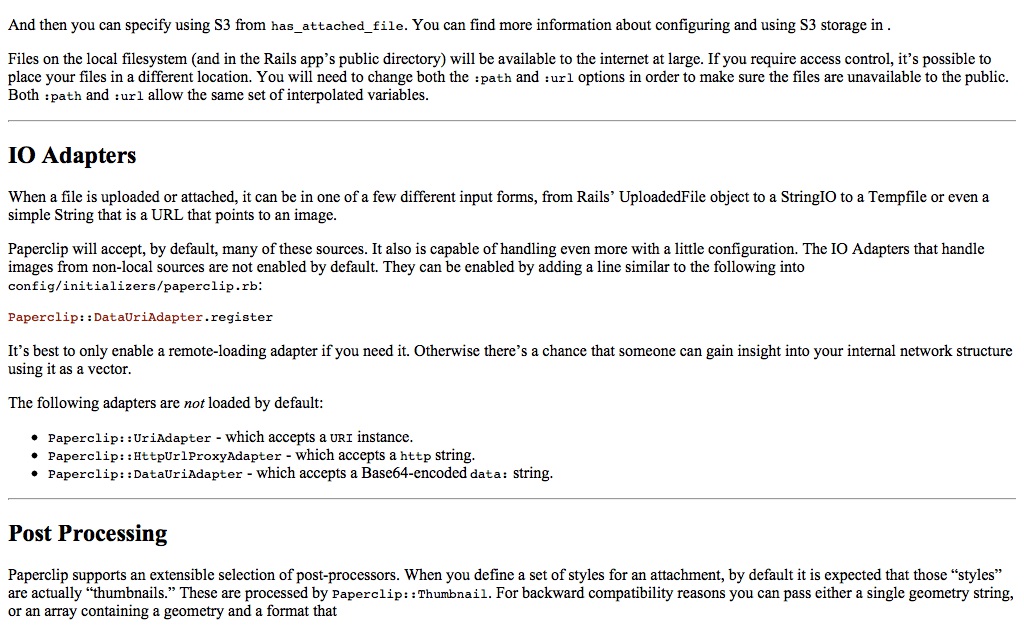 And then you can specify using S3 from has_attached_file. You can find more information about configuring and using S3 storage in .
Files on the local filesystem (and in the Rails app’s public directory) will be available to the internet at large. If you require access control, it’s possible to
place your files in a different location. You will need to change both the :path and :url options in order to make sure the files are unavailable to the public.
Both :path and :url allow the same set of interpolated variables.
IO Adapters
When a file is uploaded or attached, it can be in one of a few different input forms, from Rails’ UploadedFile object to a StringIO to a Tempfile or even a
simple String that is a URL that points to an image.
Paperclip will accept, by default, many of these sources. It also is capable of handling even more with a little configuration. The IO Adapters that handle
images from non-local sources are not enabled by default. They can be enabled by adding a line similar to the following into
config/initializers/paperclip.rb:
Paperclip::DataUriAdapter.register
It’s best to only enable a remote-loading adapter if you need it. Otherwise there’s a chance that someone can gain insight into your internal network structure
using it as a vector.
The following adapters are not loaded by default:
• Paperclip::UriAdapter - which accepts a URI instance.
• Paperclip::HttpUrlProxyAdapter - which accepts a http string.
• Paperclip::DataUriAdapter - which accepts a Base64-encoded data: string.
Post Processing
Paperclip supports an extensible selection of post-processors. When you define a set of styles for an attachment, by default it is expected that those “styles”
are actually “thumbnails.” These are processed by Paperclip::Thumbnail. For backward compatibility reasons you can pass either a single geometry string,
or an array containing a geometry and a format that